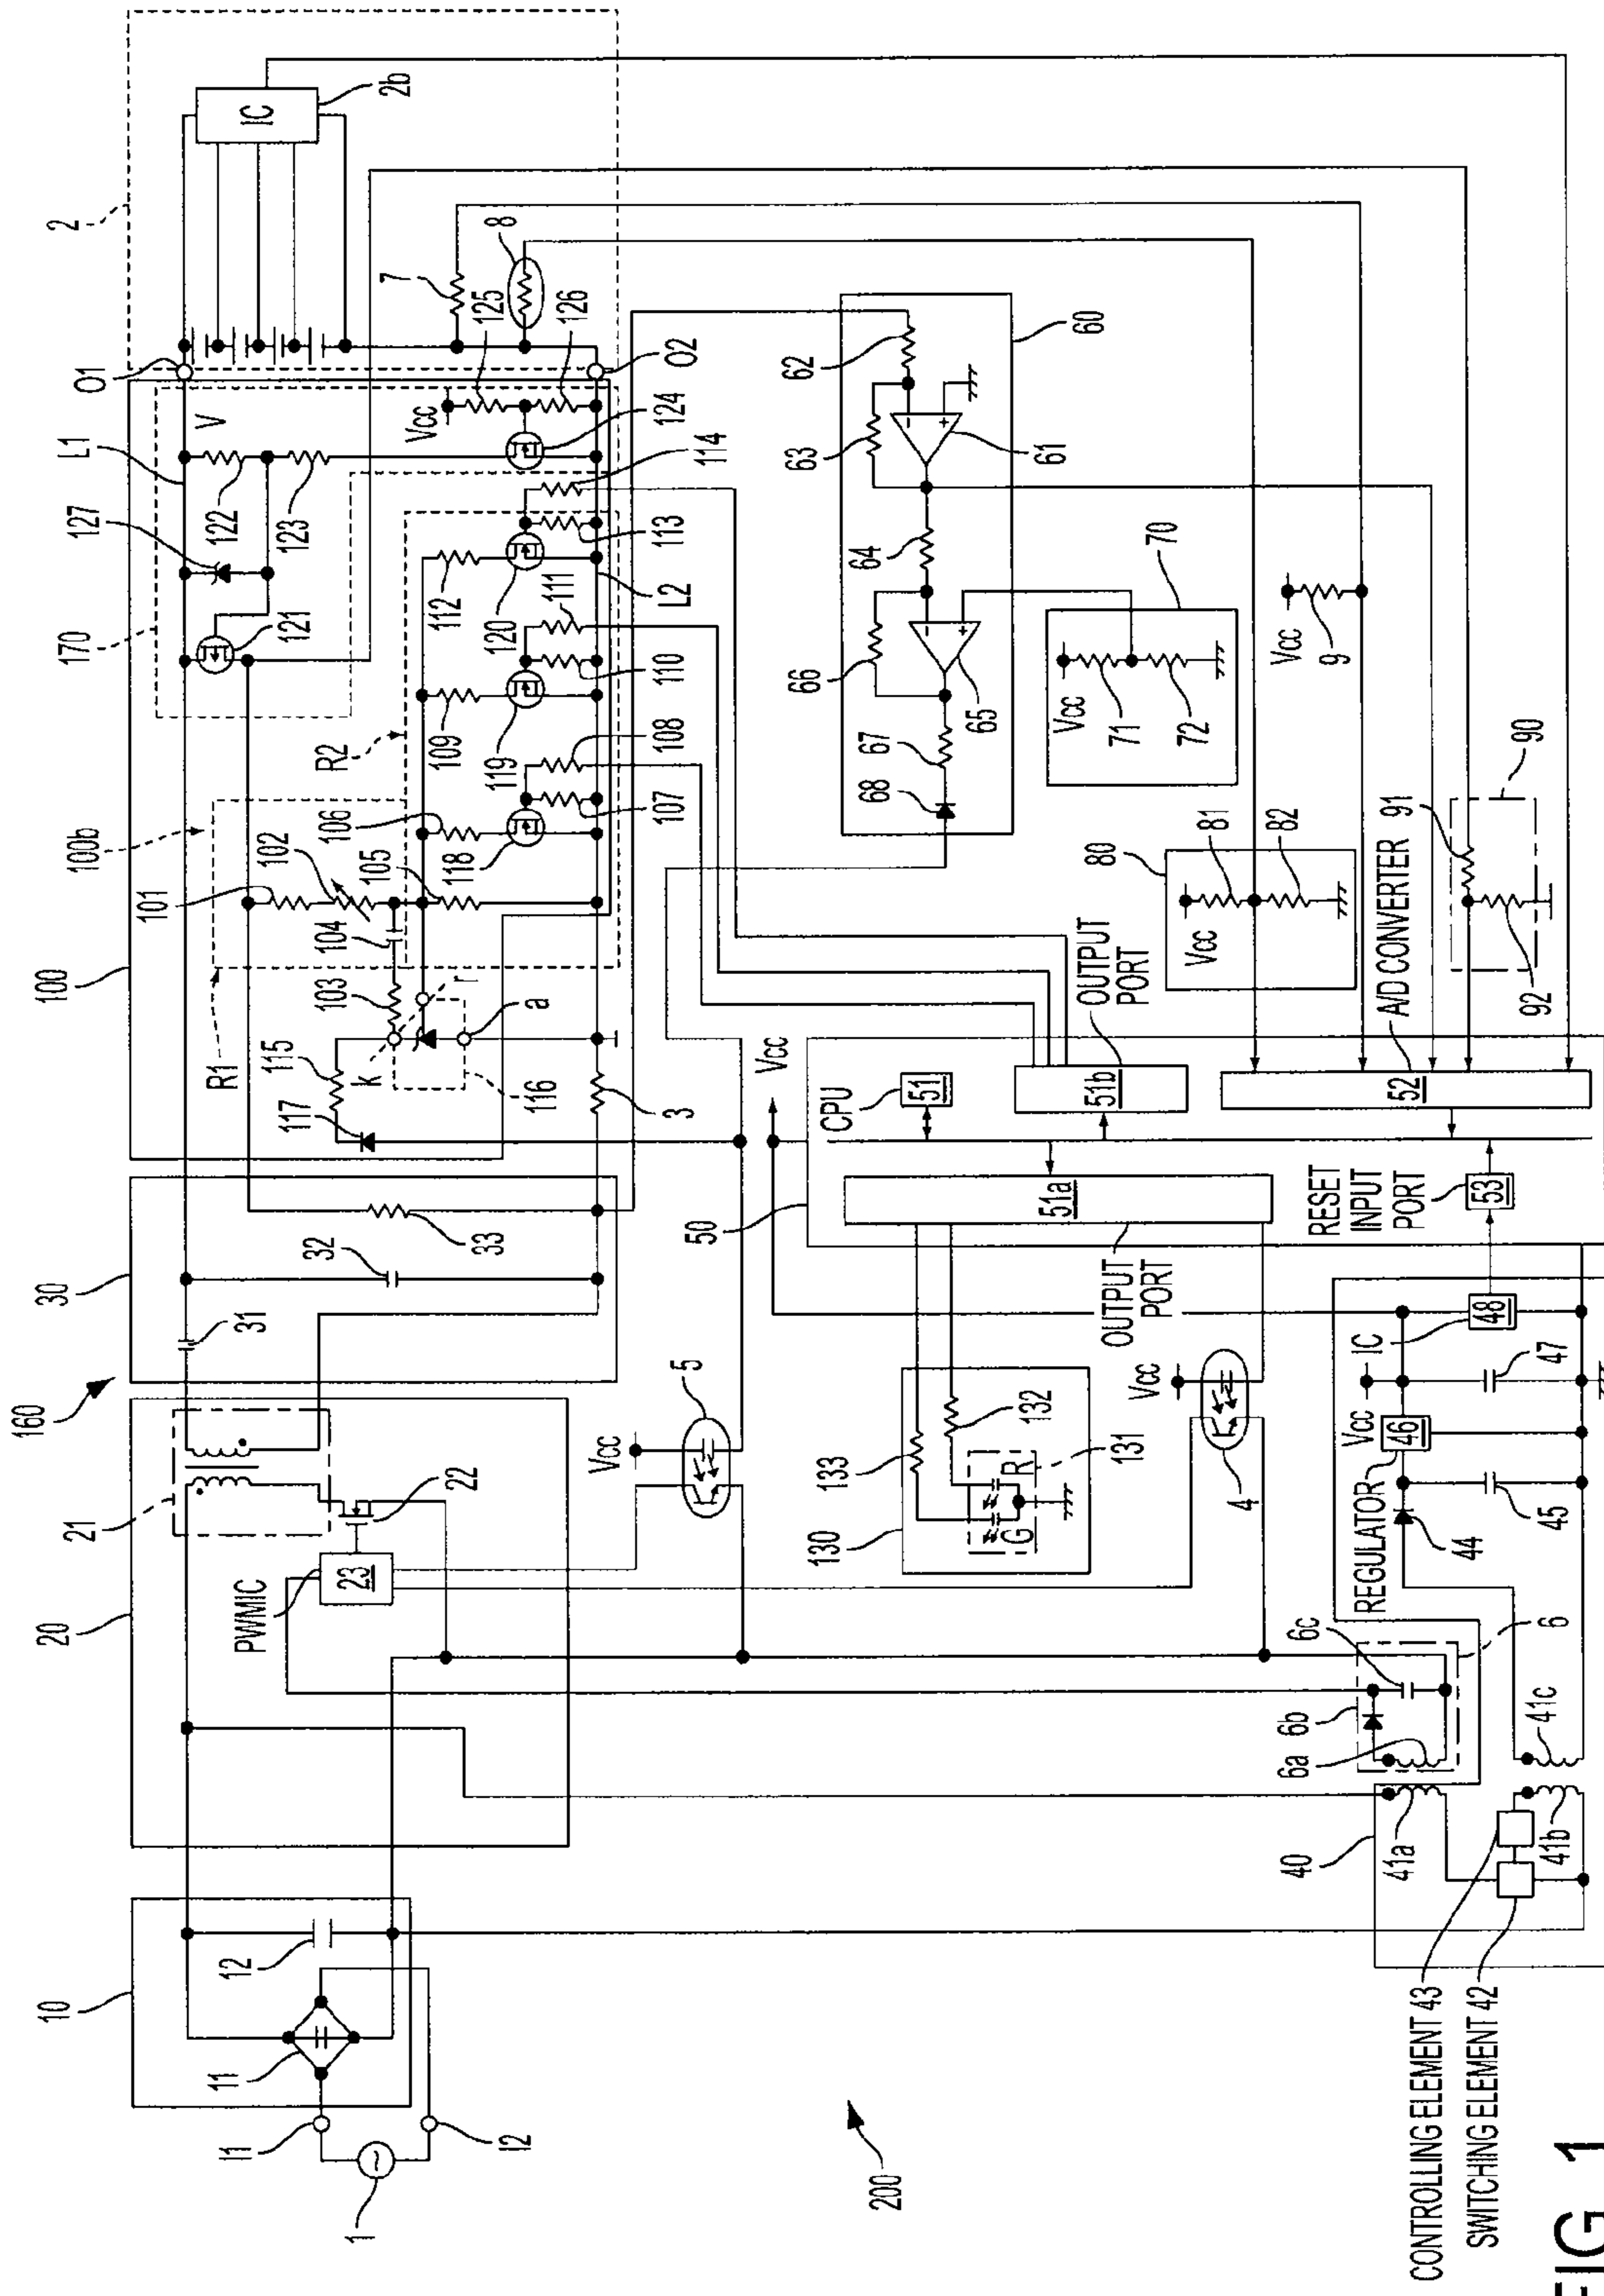 FIG. 1
200
160
1
I1
I2
10
11
12
20
21
22
PWMIC
23
30
31
32
33
100
R1
100b
101
102
103
104
105
106
k
r
a
115
116
117
3
R2
107
108
109
110
111
112
113
114
118
119
120
170
121
122
123
124
125
126
127
L1
L2
V
Vcc
O1
O2
2
IC
2b
7
8
Vcc
5
130
133
132
131
G
R
Vcc
4
50
Vcc
CPU
51
51a
OUTPUT
PORT
51b
OUTPUT
PORT
52
A/D CONVERTER
RESET
INPUT
PORT
53
60
61
62
63
64
65
66
67
68
70
Vcc
71
72
80
Vcc
81
82
Vcc
9
90
91
92
40
41a
41b
41c
6
6a
6b
6c
REGULATOR
46
Vcc
IC
48
44
45
47
CONTROLLING ELEMENT 43
SWITCHING ELEMENT 42